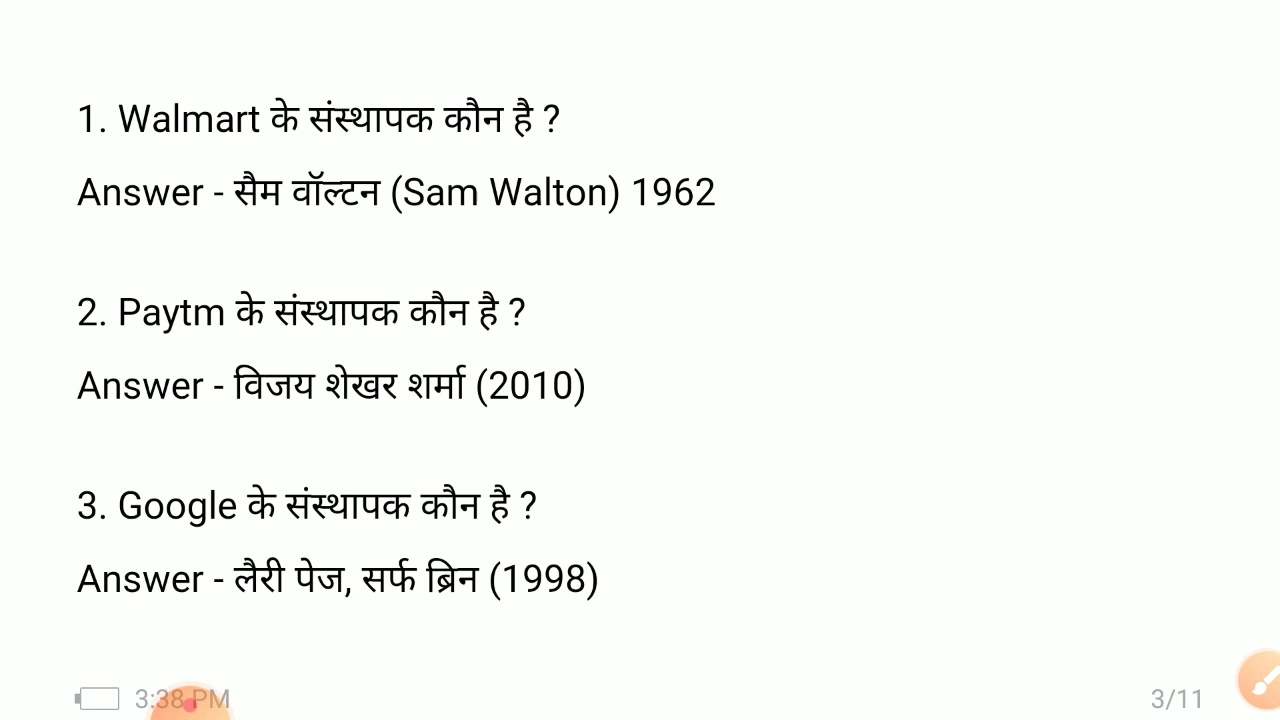 1. Walmart के संस्थापक कौन है ?
Answer - सैम वॉल्टन (Sam Walton) 1962
2. Paytm के संस्थापक कौन है ?
Answer - विजय शेखर शर्मा (2010)
3. Google के संस्थापक कौन है ?
Answer - लैरी पेज, सर्फ ब्रिन (1998)
3:38 PM
3/11